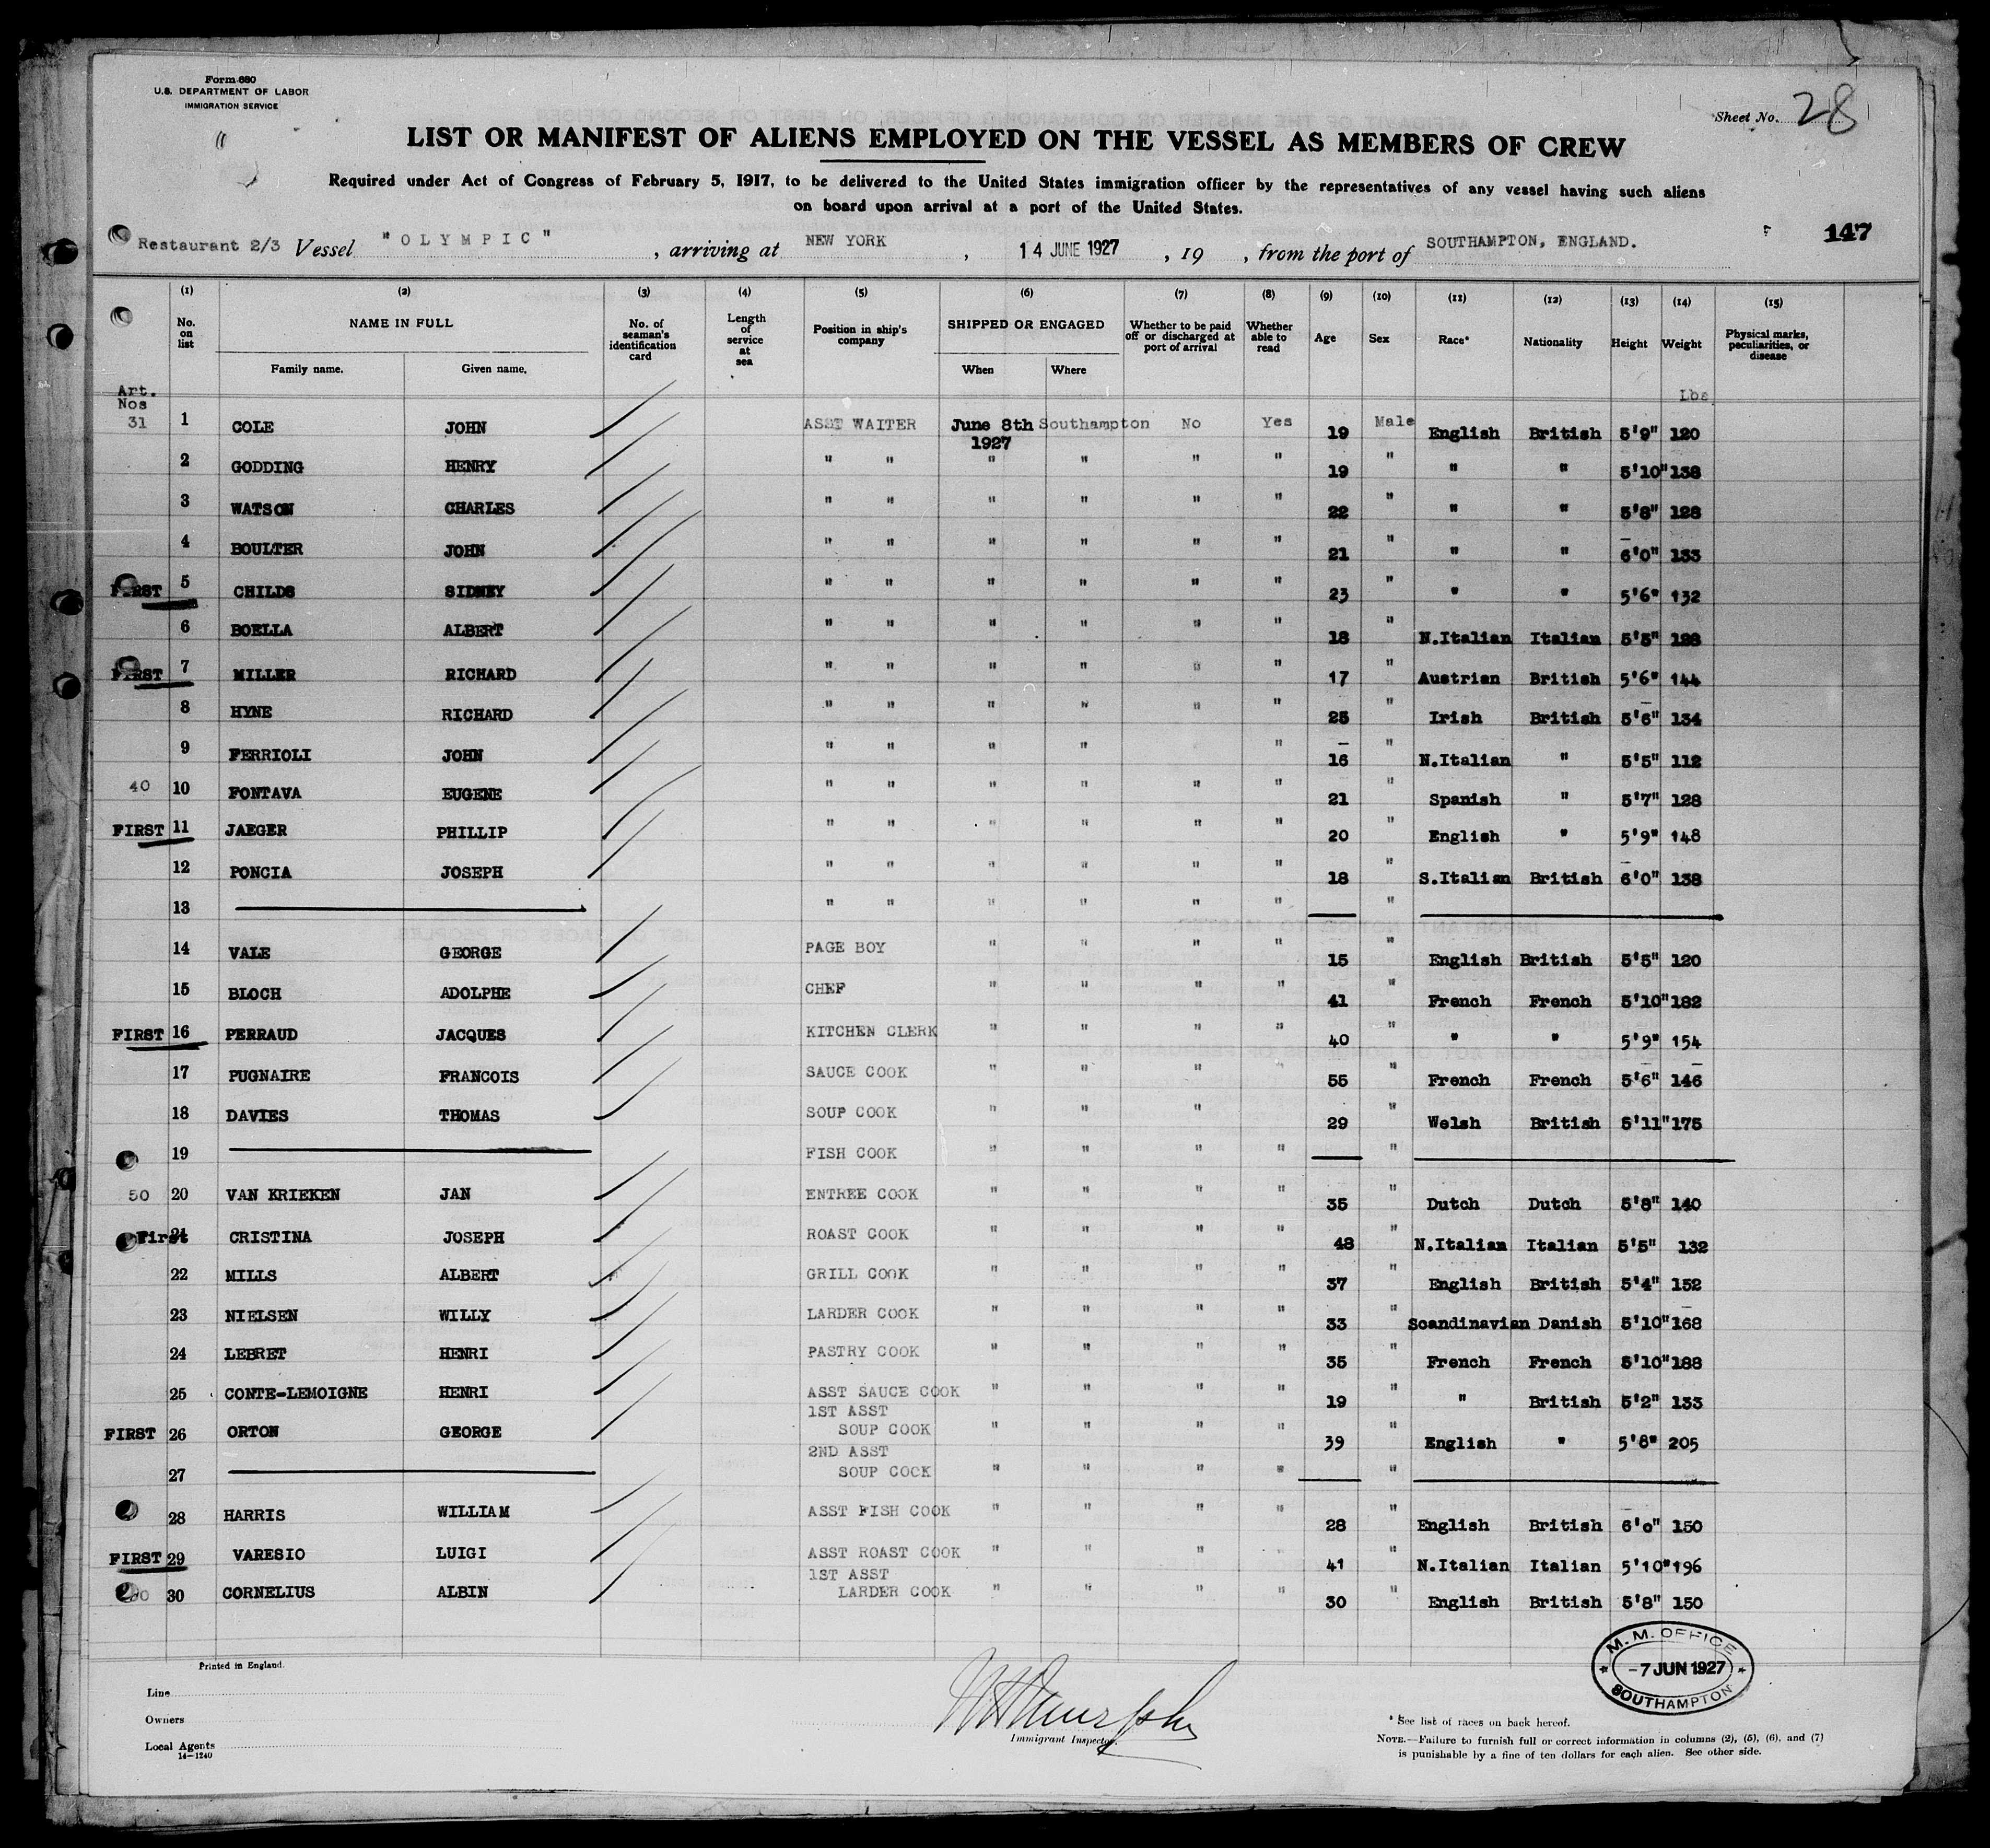 Form 680
U.S. DEPARTMENT OF LABOR
IMMIGRATION SERVICE
Sheet No. 28
LIST OR MANIFEST OF ALIENS EMPLOYED ON THE VESSEL AS MEMBERS OF CREW
Required under Act of Congress of February 5, 1917, to be delivered to the United States immigration officer by the representatives of any vessel having such aliens
on board upon arrival at a port of the United States.
147
Restaurant 2/3 Vessel "OLYMPIC", arriving at NEW YORK, 14 JUNE 1927, 19 , from the port of SOUTHAMPTON, ENGLAND.
(1) (2) (3) (4) (5) (6) (7) (8) (9) (10) (11) (12) (13) (14) (15)
No. on list NAME IN FULL Family name. Given name. No. of seaman's identification card Length of service at sea Position in ship's company SHIPPED OR ENGAGED When Where Whether to be paid off or discharged at port of arrival Whether able to read Age Sex Race* Nationality Height Weight Physical marks, peculiarities, or disease
Art. Nos Lbs
31 1 COLE JOHN ASST WAITER June 8th 1927 Southampton No Yes 19 Male English British 5'9" 120
2 GODDING HENRY " " " " " " 19 " " " 5'10" 138
3 WATSON CHARLES " " " " " " 22 " " " 5'8" 128
4 BOULTER JOHN " " " " " " 21 " " " 6'0" 133
FIRST 5 CHILDS SIDNEY " " " " " " 23 " " " 5'6" 132
6 BOELLA ALBERT " " " " " " 18 " N.Italian Italian 5'5" 128
FIRST 7 MILLER RICHARD " " " " " " 17 " Austrian British 5'6" 144
8 HYNE RICHARD " " " " " " 25 " Irish British 5'6" 134
9 FERRIOLI JOHN " " " " " 16 " N.Italian " 5'5" 112
40 10 FONTAVA EUGENE " " " " " " 21 " Spanish " 5'7" 128
FIRST 11 JAEGER PHILLIP " " " " " " 20 " English " 5'9" 148
12 PONCIA JOSEPH " " " " " " 18 " S.Italian British 6'0" 138
13 " " " " " " "
14 VALE GEORGE PAGE BOY " " " " 15 " English British 5'5" 120
15 BLOCH ADOLPHE CHEF " " " " 41 " French French 5'10" 182
FIRST 16 PERRAUD JACQUES KITCHEN CLERK " " " " 40 " " " 5'9" 154
17 PUGNAIRE FRANCOIS SAUCE COOK " " " " 55 " French French 5'6" 146
18 DAVIES THOMAS SOUP COOK " " " " 29 " Welsh British 5'11" 175
19 FISH COOK " " " " "
50 20 VAN KRIEKEN JAN ENTREE COOK " " " " 35 " Dutch Dutch 5'8" 140
First 21 CRISTINA JOSEPH ROAST COOK " " " " 48 " N.Italian Italian 5'5" 132
22 MILLS ALBERT GRILL COOK " " " " 37 " English British 5'4" 152
23 NIELSEN WILLY LARDER COOK " " " " 33 " Scandinavian Danish 5'10" 168
24 LEBRET HENRI PASTRY COOK " " " " 35 " French French 5'10" 188
25 CONTE-LEMOIGNE HENRI ASST SAUCE COOK " " " " 19 " " British 5'2" 133
FIRST 26 ORTON GEORGE 1ST ASST SOUP COOK " " " " 39 " English " 5'8" 205
27 2ND ASST SOUP COOK " " " " "
28 HARRIS WILLIAM ASST FISH COOK " " " " 28 " English British 6'0" 150
FIRST 29 VARESIO LUIGI ASST ROAST COOK " " " " 41 " N.Italian Italian 5'10" 196
30 CORNELIUS ALBIN 1ST ASST LARDER COOK " " " " 30 " English British 5'8" 150
Printed in England.
M. M. OFFICE
-7 JUN 1927
SOUTHAMPTON
Line
Owners
Local Agents
14-1240
Immigrant Inspector.
* See list of races on back hereof.
NOTE.—Failure to furnish full or correct information in columns (2), (5), (6), and (7)
is punishable by a fine of ten dollars for each alien. See other side.